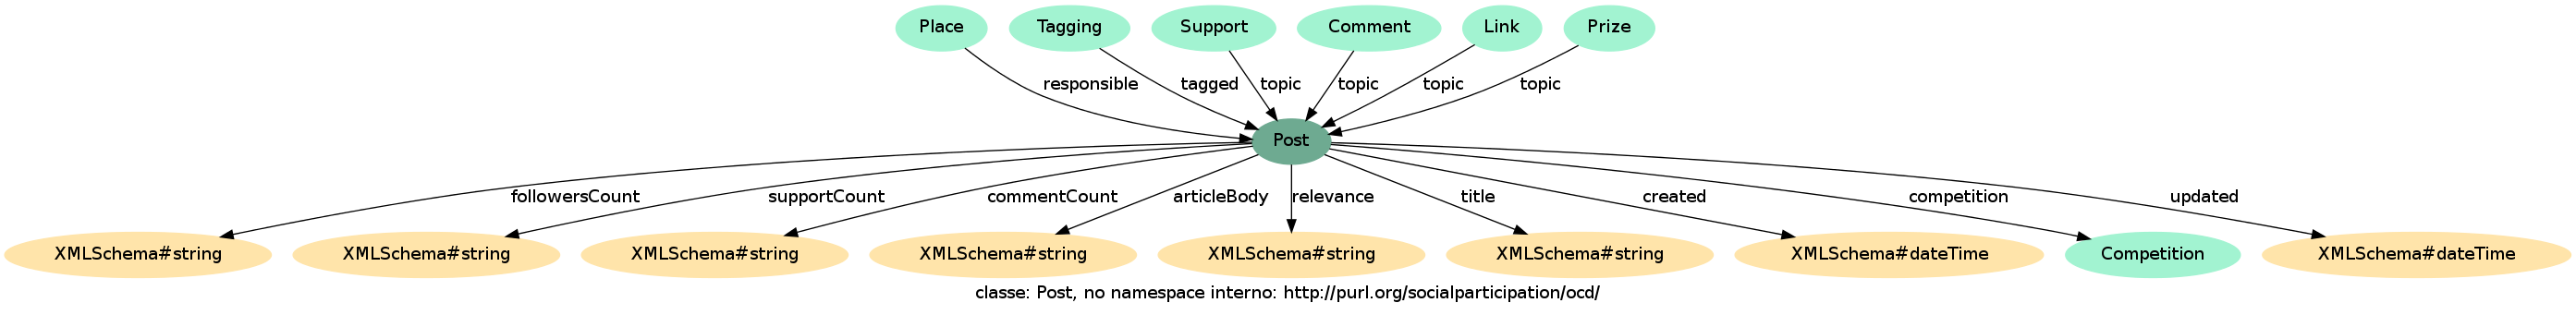 Place Tagging Support Comment Link Prize
responsible tagged topic topic topic topic
Post
followersCount supportCount commentCount articleBody relevance title created competition updated
XMLSchema#string XMLSchema#string XMLSchema#string XMLSchema#string XMLSchema#string XMLSchema#string XMLSchema#dateTime Competition XMLSchema#dateTime
classe: Post, no namespace interno: http://purl.org/socialparticipation/ocd/